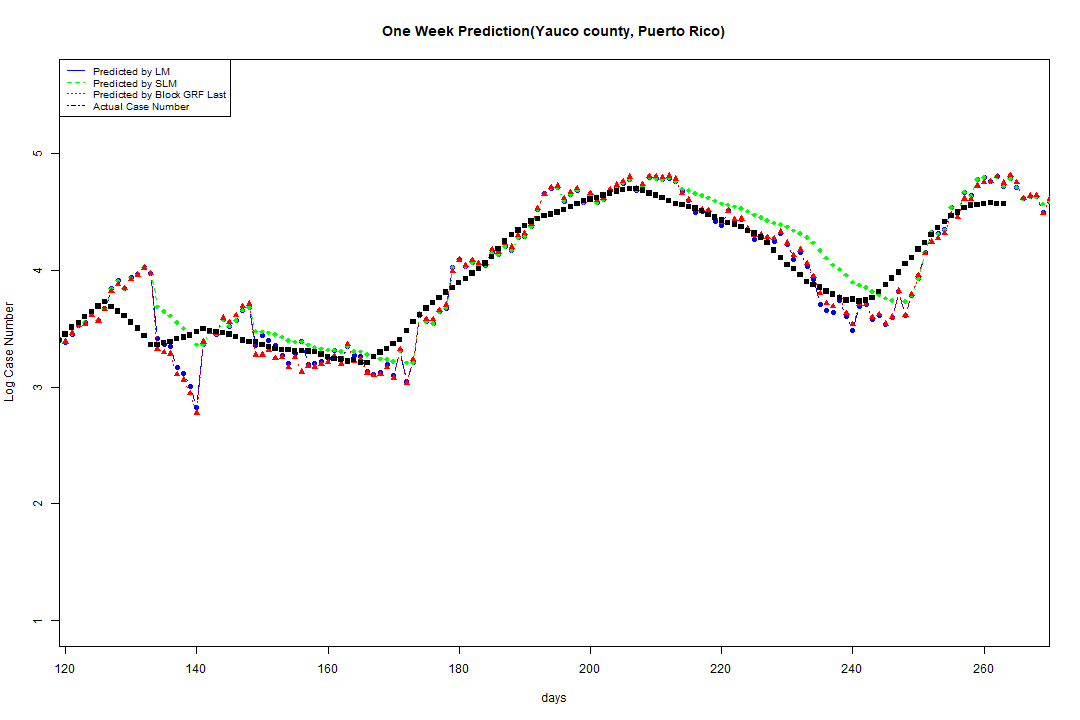 One Week Prediction(Yauco county, Puerto Rico)
Predicted by LM
Predicted by SLM
Predicted by Block GRF Last
Actual Case Number
5
4
3
2
1
Log Case Number
120 140 160 180 200 220 240 260
days